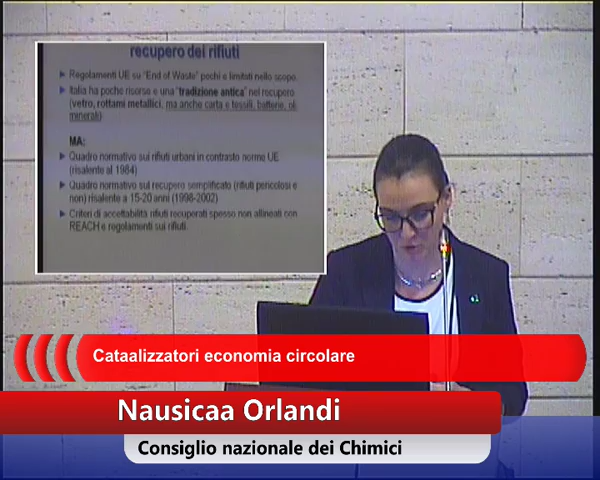 recupero dei rifiuti
Regolamenti UE su "End of Waste" pochi e limitati nello scopo.
Italia ha poche risorse e una "tradizione antica" nel recupero
(vetro, rottami metallici, ma anche carta e tessili, batterie, oli
minerali)
MA:
Quadro normativo sui rifiuti urbani in contrasto norme UE
(risalente al 1984)
Quadro normativo sul recupero semplificato (rifiuti pericolosi e
non) risalente a 15-20 anni (1998-2002)
Criteri di accettabilità rifiuti recuperati spesso non allineati con
REACH e regolamenti sui rifiuti.
Cataalizzatori economia circolare
Nausicaa Orlandi
Consiglio nazionale dei Chimici